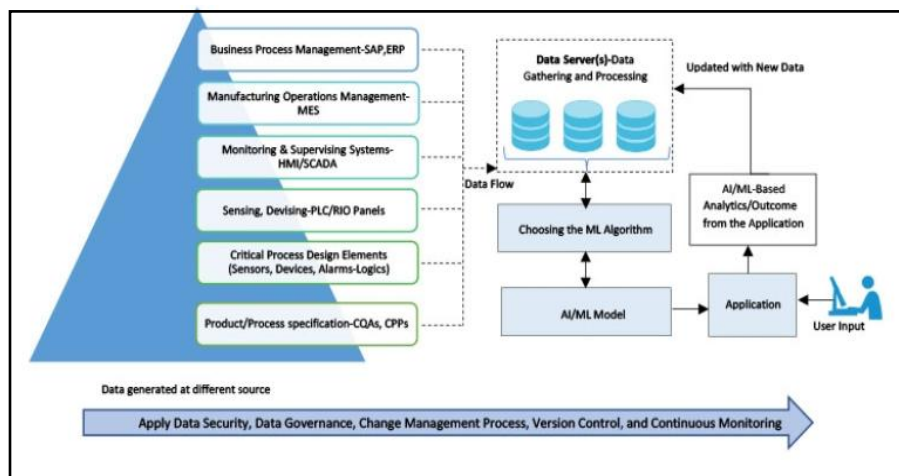 Business Process Management-SAP,ERP
Manufacturing Operations Management-
MES
Monitoring & Supervising Systems-
HMI/SCADA
Sensing, Devising-PLC/RIO Panels
Critical Process Design Elements
(Sensors, Devices, Alarms-Logics)
Product/Process specification-CQAs, CPPs
Data Flow
Data Server(s)-Data
Gathering and Processing
Updated with New Data
Choosing the ML Algorithm
AI/ML Model
AI/ML-Based
Analytics/Outcome
from the Application
Application
User Input
Data generated at different source
Apply Data Security, Data Governance, Change Management Process, Version Control, and Continuous Monitoring